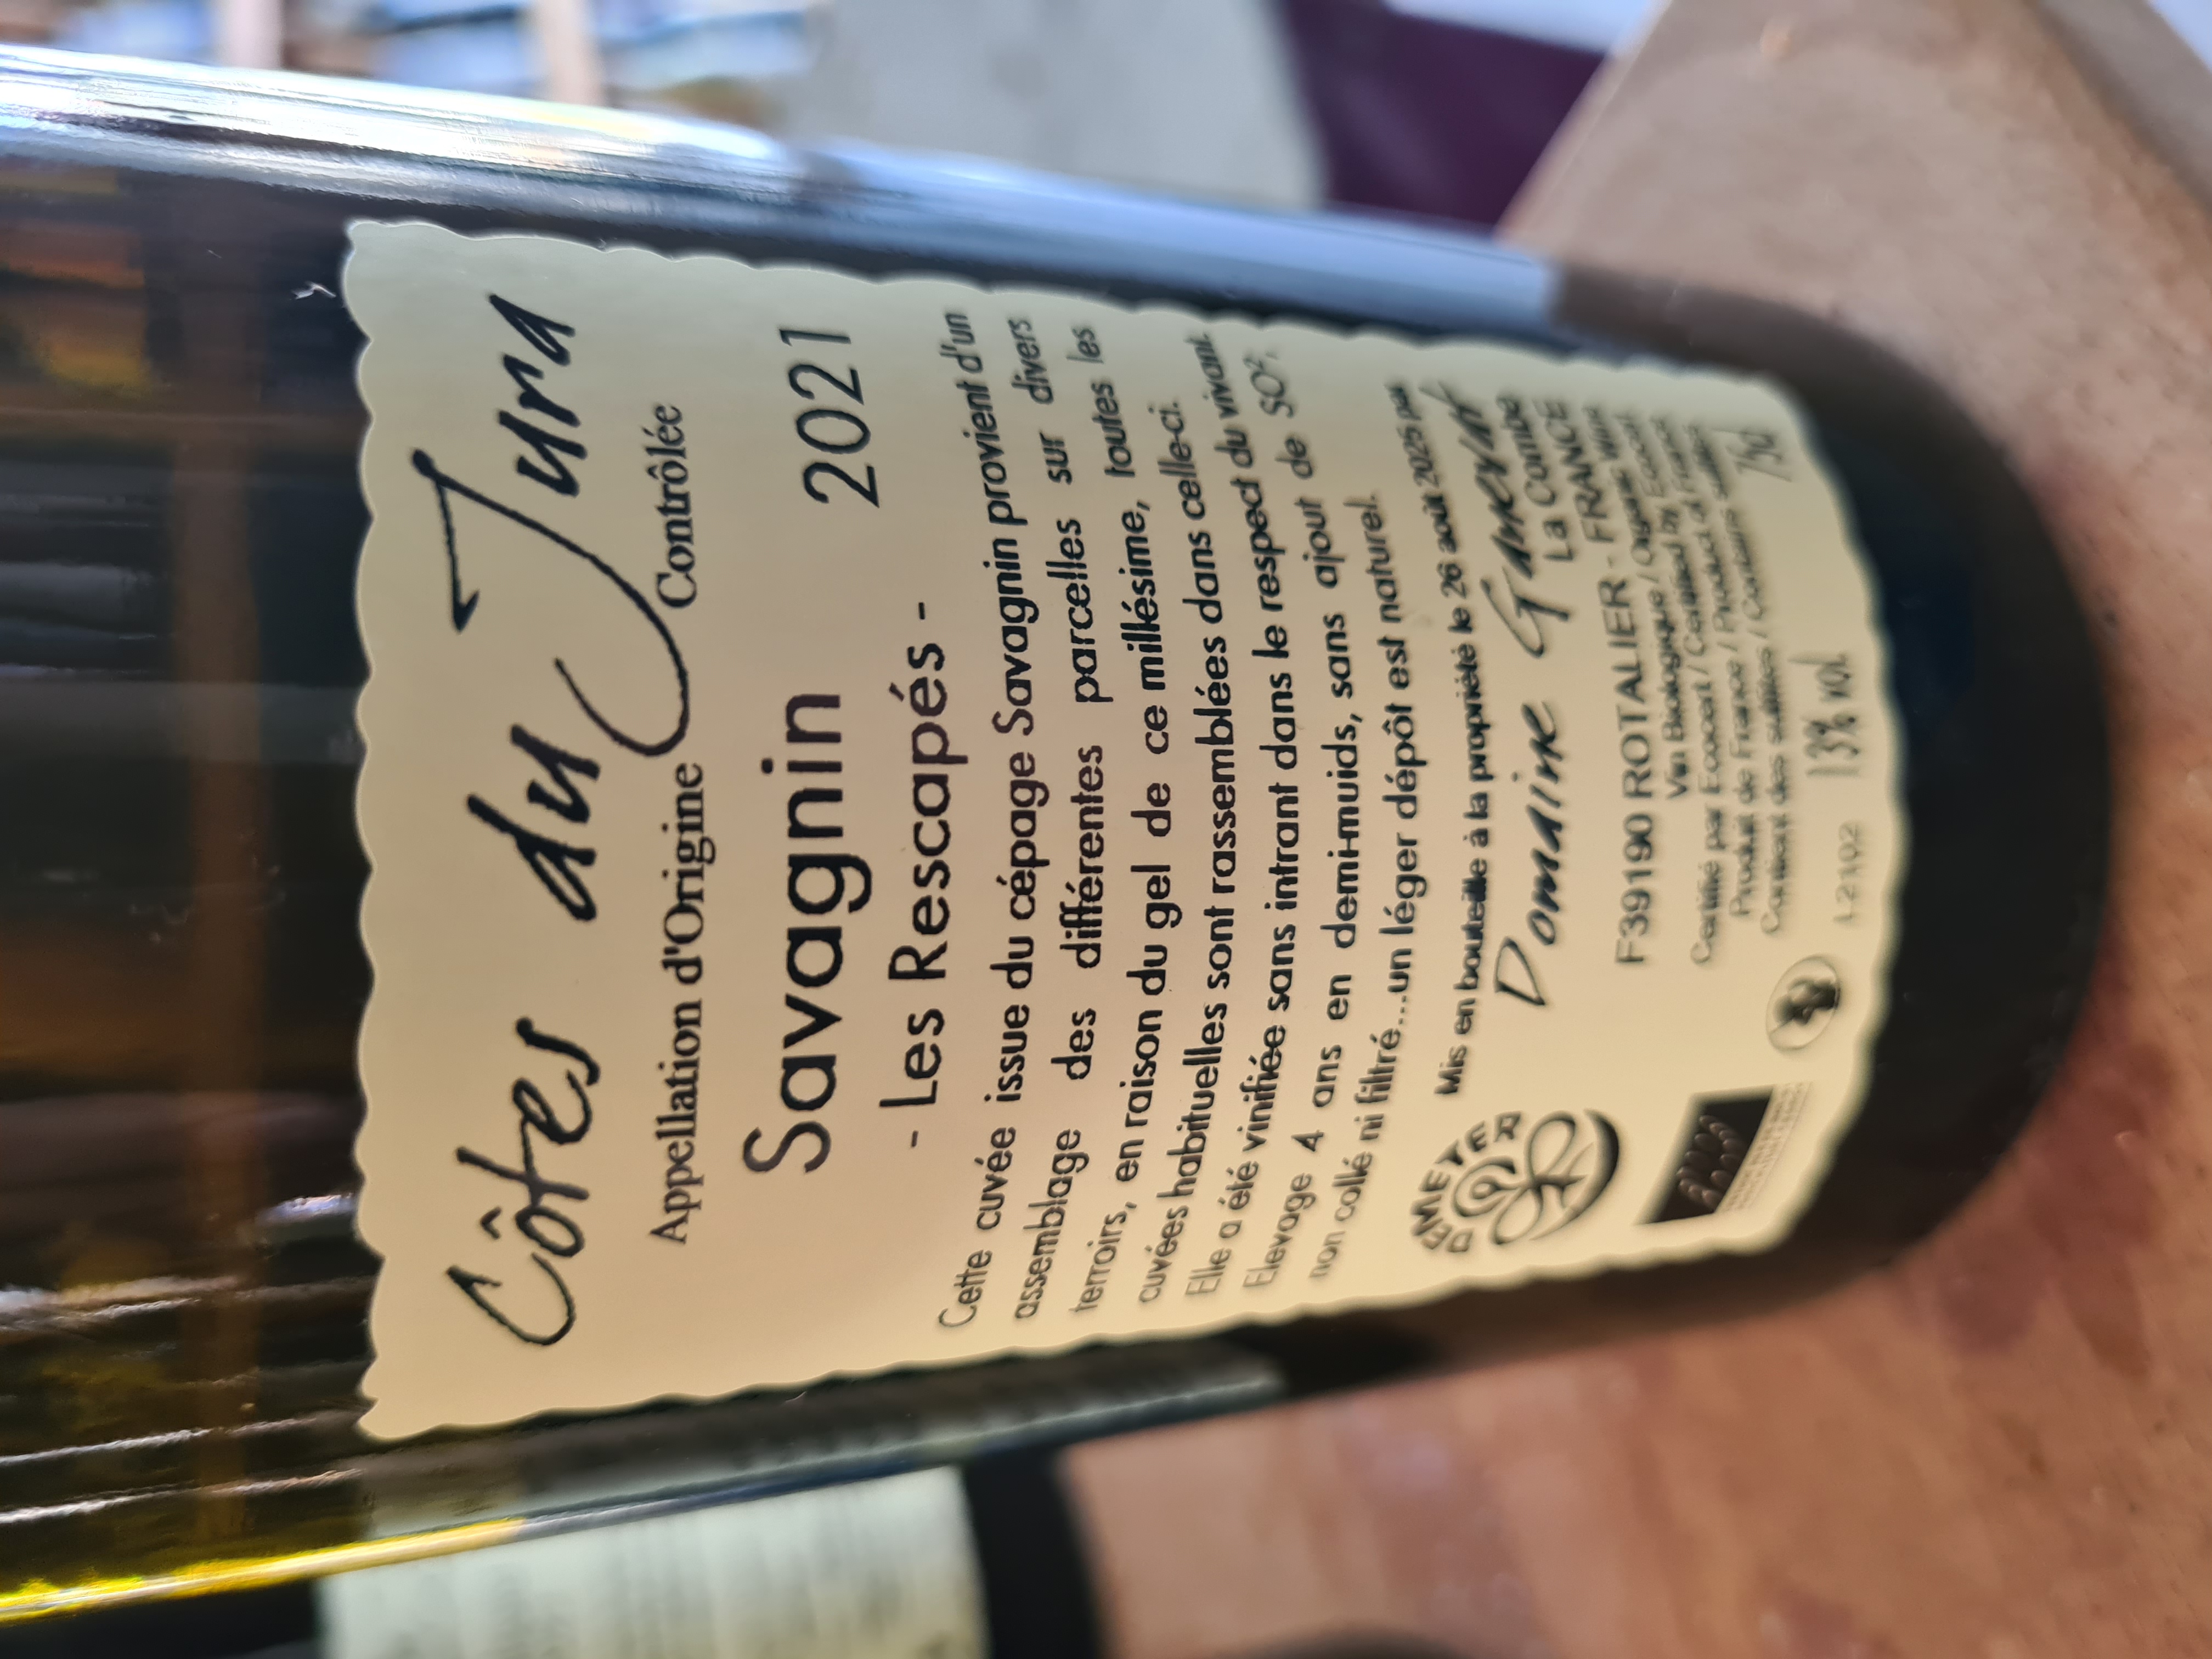 Côtes du Jura
Appellation d'Origine Contrôlée
Savagnin 2021
- Les Rescapés -
Cette cuvée issue du cépage Savagnin provient d'un
assemblage des différentes parcelles sur divers
terroirs, en raison du gel de ce millésime, toutes les
cuvées habituelles sont rassemblées dans celle-ci.
Elle a été vinifiée sans intrant dans le respect du vivant.
Elevage 4 ans en demi-muids, sans ajout de SO²,
non collé ni filtré...un léger dépôt est naturel.
Mis en bouteille à la propriété le 26 août 2025 par
Domaine Ganevat
La Combe
F39190 ROTALIER - FRANCE
Vin Biologique / Organic Wine
Certifié par Ecocert / Certified by Ecocert
Produit de France / Product of France
Contient des sulfites / Contains sulfites
13% vol 75cl
DEMETER